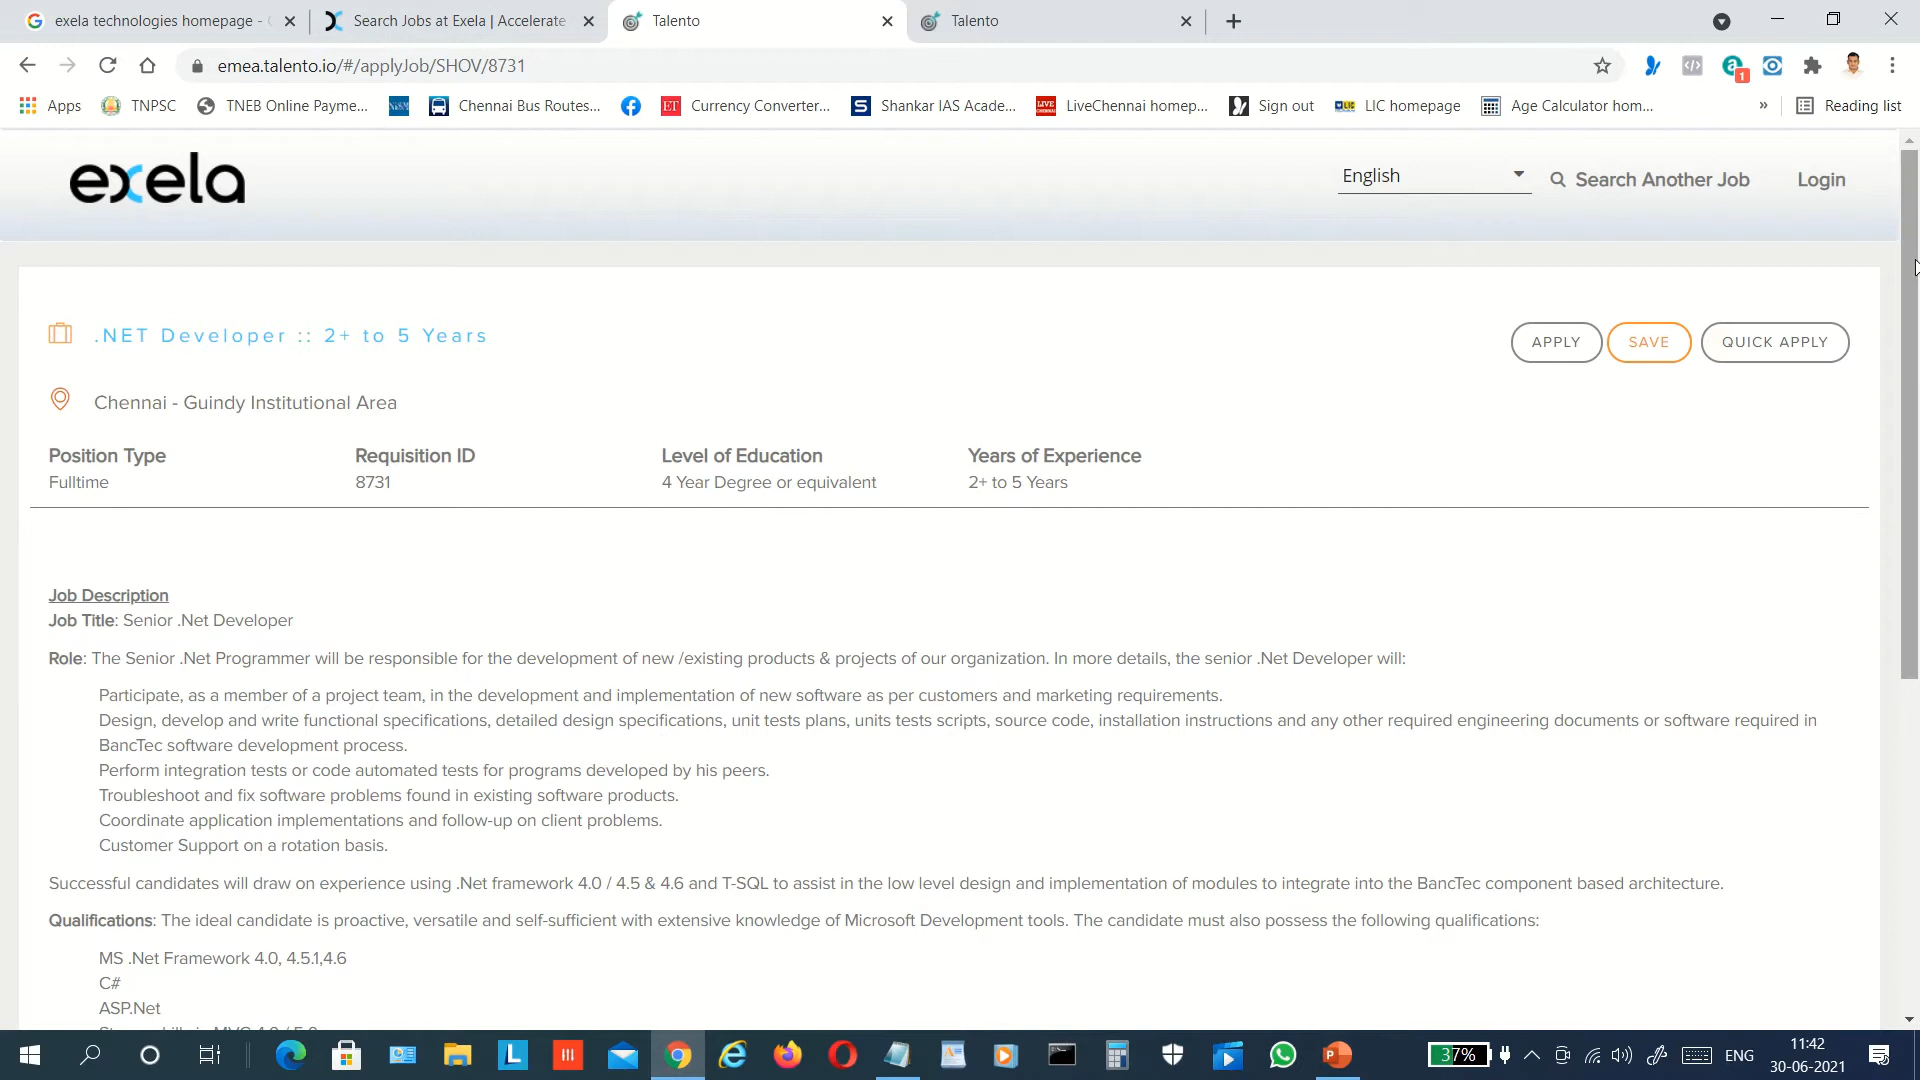 exela technologies homepage -
Search Jobs at Exela | Accelerate
Talento
Talento
emea.talento.io/#/applyJob/SHOV/8731
1
Apps
TNPSC
TNEB Online Payme...
Chennai Bus Routes...
ET
Currency Converter...
S
Shankar IAS Acade...
LIVE
LiveChennai homep...
Sign out
LIC
LIC homepage
Age Calculator hom...
»
Reading list
exela
English
Search Another Job
Login
.NET Developer :: 2+ to 5 Years
APPLY
SAVE
QUICK APPLY
Chennai - Guindy Institutional Area
Position Type
Requisition ID
Level of Education
Years of Experience
Fulltime
8731
4 Year Degree or equivalent
2+ to 5 Years
Job Description
Job Title: Senior .Net Developer
Role: The Senior .Net Programmer will be responsible for the development of new /existing products & projects of our organization. In more details, the senior .Net Developer will:
Participate, as a member of a project team, in the development and implementation of new software as per customers and marketing requirements.
Design, develop and write functional specifications, detailed design specifications, unit tests plans, units tests scripts, source code, installation instructions and any other required engineering documents or software required in
BancTec software development process.
Perform integration tests or code automated tests for programs developed by his peers.
Troubleshoot and fix software problems found in existing software products.
Coordinate application implementations and follow-up on client problems.
Customer Support on a rotation basis.
Successful candidates will draw on experience using .Net framework 4.0 / 4.5 & 4.6 and T-SQL to assist in the low level design and implementation of modules to integrate into the BancTec component based architecture.
Qualifications: The ideal candidate is proactive, versatile and self-sufficient with extensive knowledge of Microsoft Development tools. The candidate must also possess the following qualifications:
MS .Net Framework 4.0, 4.5.1,4.6
C#
ASP.Net
37%
ENG
11:42
30-06-2021